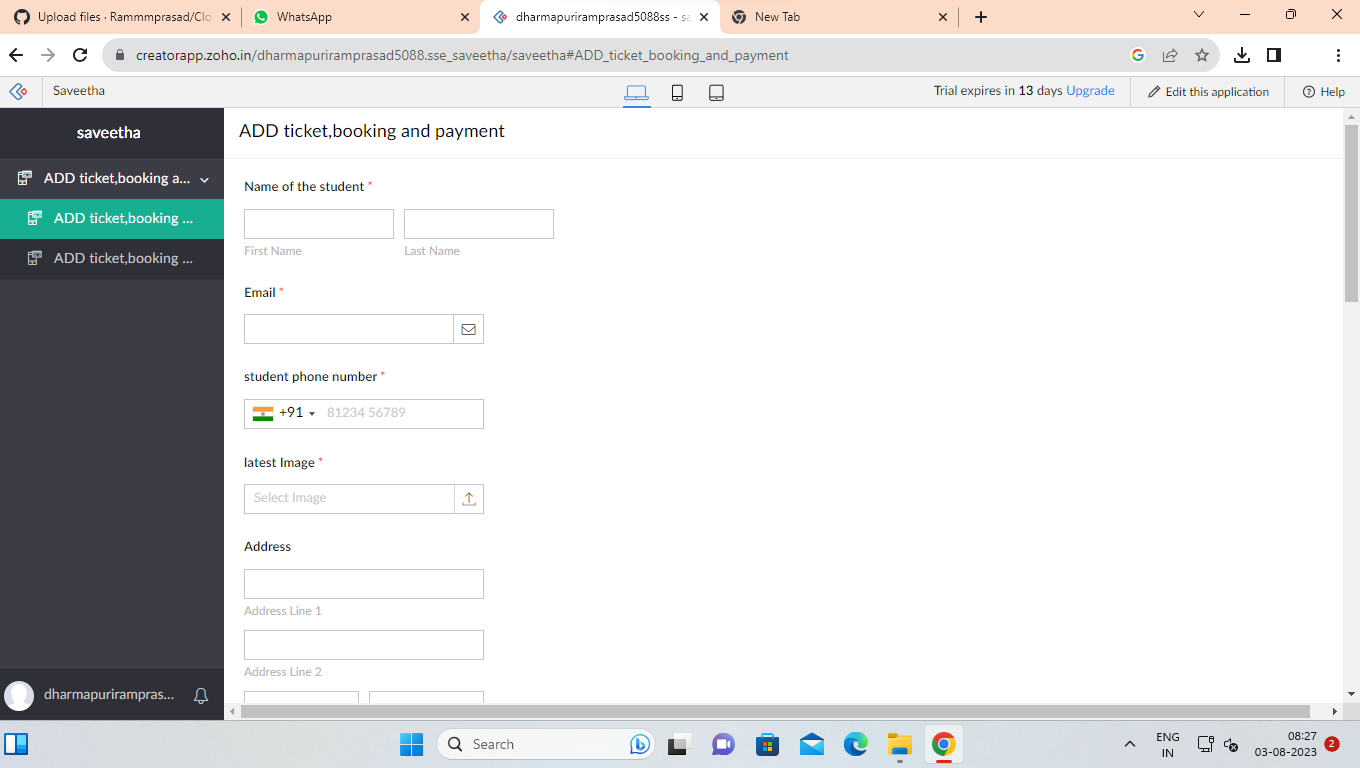 Upload files · Rammmprasad/Clo
WhatsApp
dharmapuriramprasad5088ss - sa
New Tab
creatorapp.zoho.in/dharmapuriramprasad5088.sse_saveetha/saveetha#ADD_ticket_booking_and_payment
Saveetha
Trial expires in 13 days Upgrade
Edit this application
Help
saveetha
ADD ticket,booking a...
ADD ticket,booking ...
ADD ticket,booking ...
dharmapurirampras...
ADD ticket,booking and payment
Name of the student *
First Name
Last Name
Email *
student phone number *
+91 81234 56789
latest Image *
Select Image
Address
Address Line 1
Address Line 2
Search
ENG
IN
08:27
03-08-2023
2